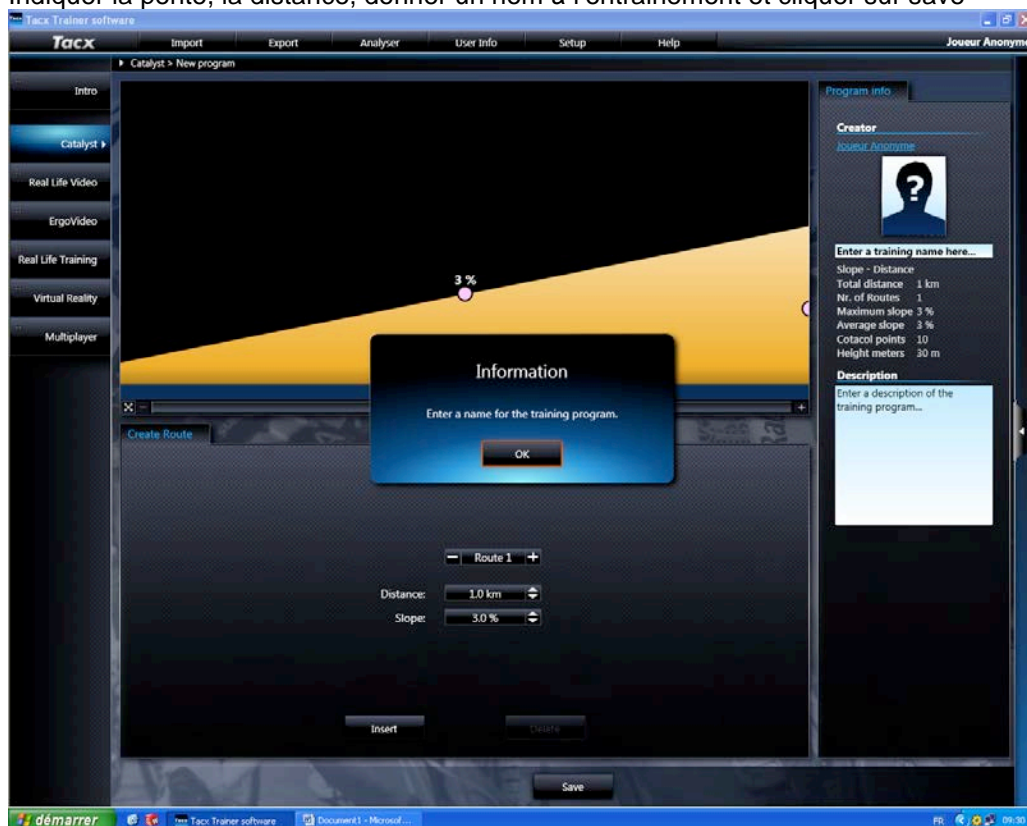 Indiquer la pente, la distance, donner un nom à l'entraînement et cliquer sur save
Tacx Trainer software
Tacx Import Export Analyser User Info Setup Help Joueur Anonyme
Catalyst > New program
Intro
Catalyst
Real Life Video
ErgoVideo
Real Life Training
Virtual Reality
Multiplayer
3 %
Information
Enter a name for the training program.
OK
Create Route
Route 1
Distance: 1.0 km
Slope: 3.0 %
Insert Delete
Save
Program info
Creator
Joueur Anonyme
?
Enter a training name here...
Slope - Distance
Total distance 1 km
Nr. of Routes 1
Maximum slope 3 %
Average slope 3 %
Cotacol points 10
Height meters 30 m
Description
Enter a description of the
training program...
démarrer Tacx Trainer software Document1 - Microsof... FR 09:30